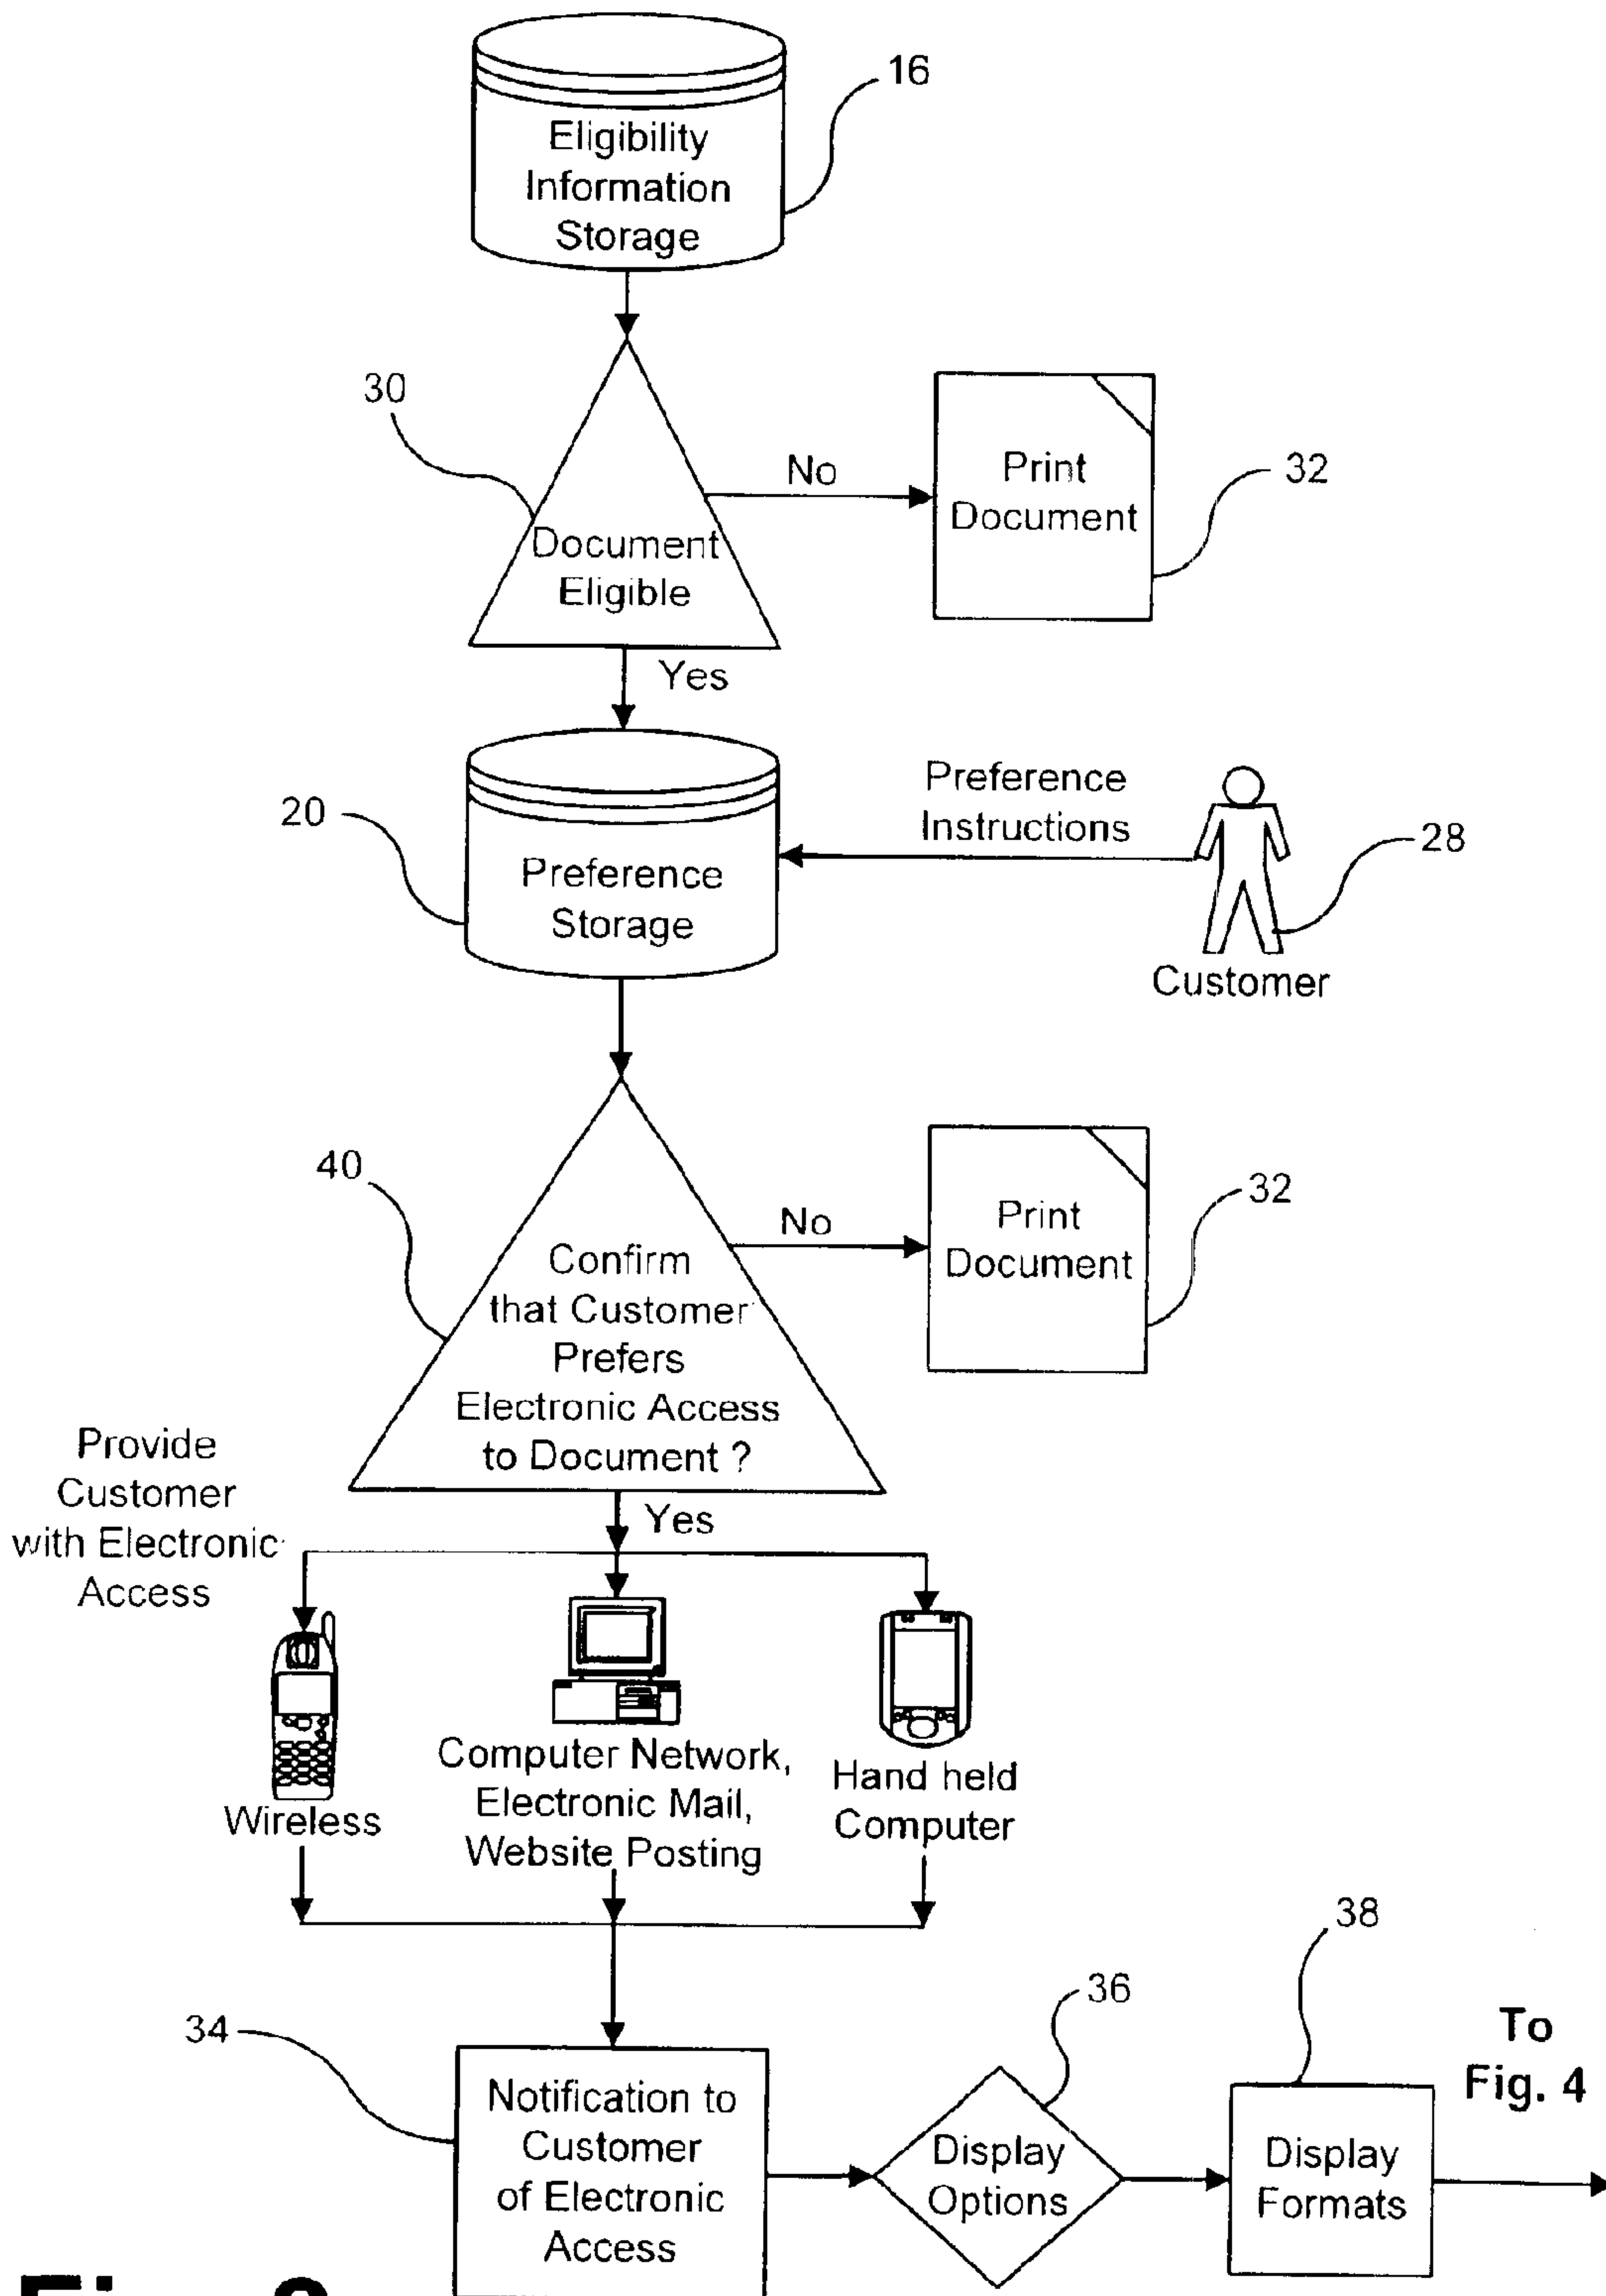 16
Eligibility
Information
Storage
30
No
Print
Document
32
Document
Eligible
Yes
20
Preference
Storage
Preference
Instructions
28
Customer
40
No
Print
Document
32
Confirm
that Customer
Prefers
Electronic Access
to Document ?
Yes
Provide
Customer
with Electronic
Access
Wireless
Computer Network,
Electronic Mail,
Website Posting
Hand held
Computer
34
Notification to
Customer
of Electronic
Access
36
Display
Options
38
Display
Formats
To
Fig. 4